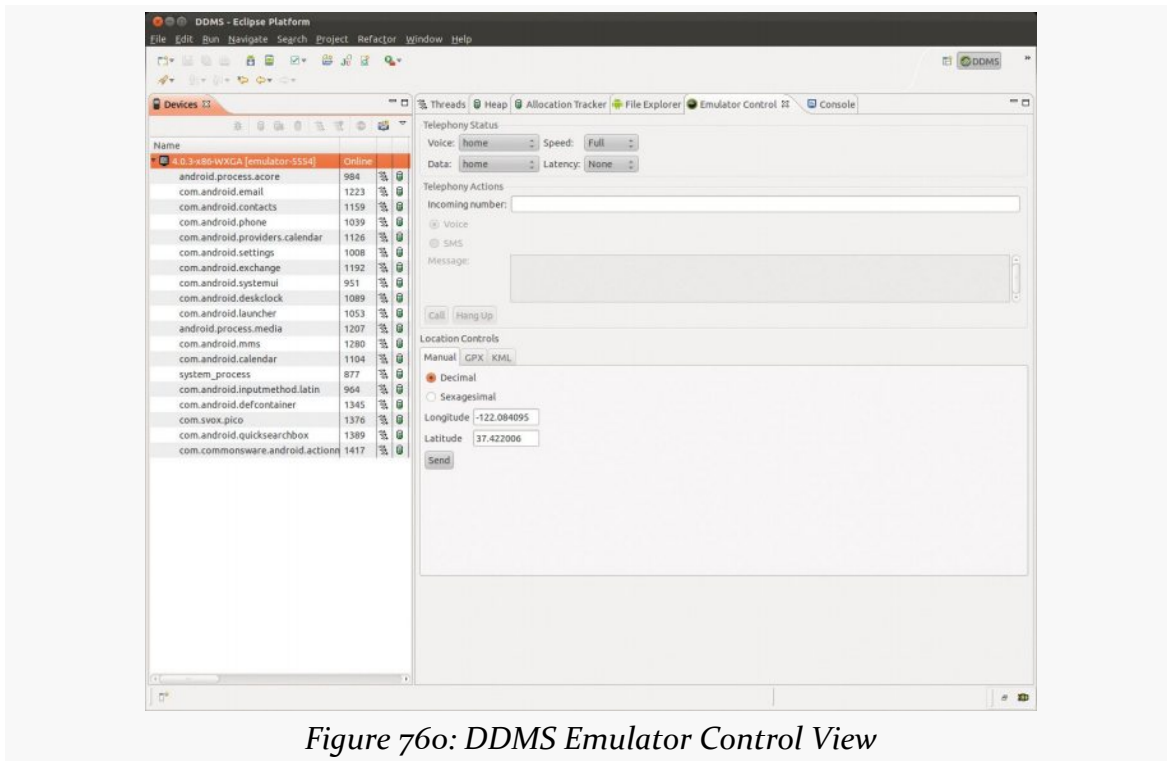 DDMS - Eclipse Platform
File Edit Run Navigate Search Project Refactor Window Help
DDMS
Devices
Threads Heap Allocation Tracker File Explorer Emulator Control Console
Name
4.0.3-x86-WXGA [emulator-5554] Online
android.process.acore 984
com.android.email 1223
com.android.contacts 1159
com.android.phone 1039
com.android.providers.calendar 1126
com.android.settings 1008
com.android.exchange 1192
com.android.systemui 951
com.android.deskclock 1089
com.android.launcher 1053
android.process.media 1207
com.android.mms 1280
com.android.calendar 1104
system_process 877
com.android.inputmethod.latin 964
com.android.defcontainer 1345
com.svox.pico 1376
com.android.quicksearchbox 1389
com.commonsware.android.actionn 1417
Telephony Status
Voice: home Speed: Full
Data: home Latency: None
Telephony Actions
Incoming number:
Voice
SMS
Message:
Call Hang Up
Location Controls
Manual GPX KML
Decimal
Sexagesimal
Longitude -122.084095
Latitude 37.422006
Send
Figure 760: DDMS Emulator Control View